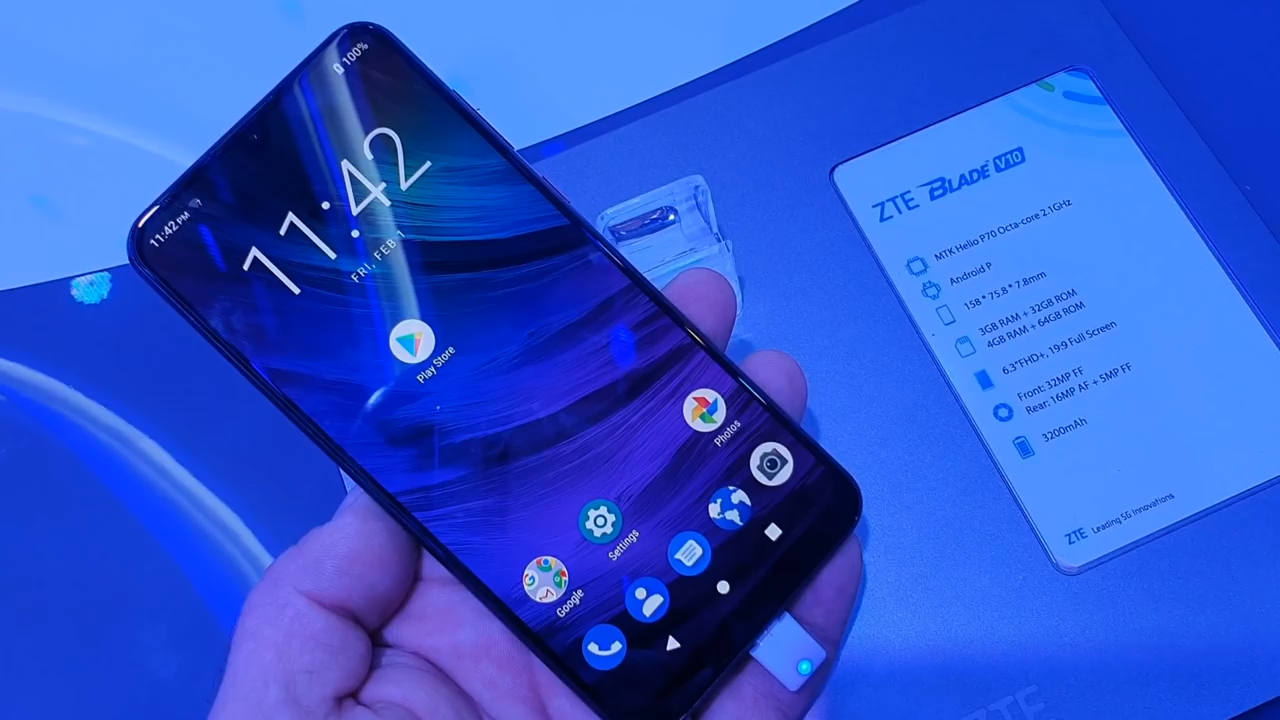 11:42 PM
100%
11:42
FRI, FEB 1
Play Store
Photos
Settings
Google
ZTE BLADE V10
MTK Helio P70 Octa-core 2.1GHz
Android P
158 * 75.8 * 7.8mm
3GB RAM + 32GB ROM
4GB RAM + 64GB ROM
6.3"FHD+, 19:9 Full Screen
Front: 32MP FF
Rear: 16MP AF + 5MP FF
3200mAh
ZTE Leading 5G Innovations
ZTE